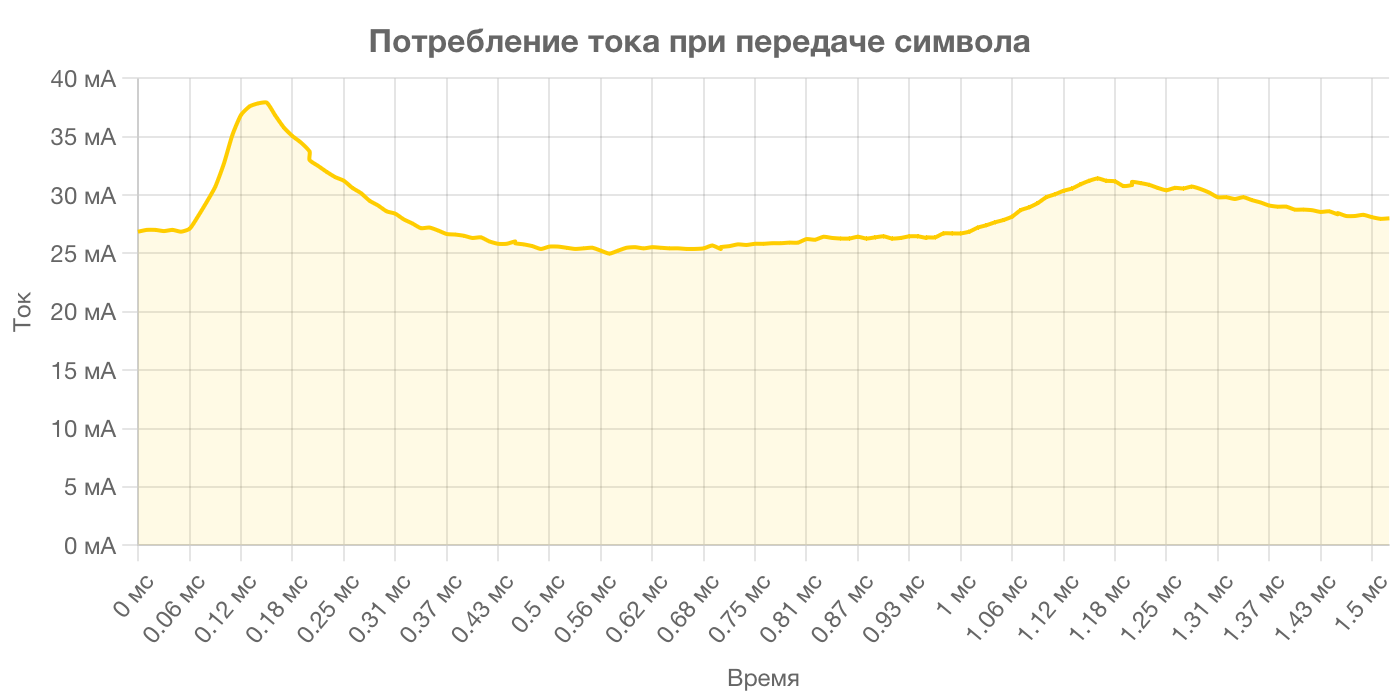 Потребление тока при передаче символа
40 мА
35 мА
30 мА
25 мА
20 мА
15 мА
10 мА
5 мА
0 мА
Ток
0 мс
0.06 мс
0.12 мс
0.18 мс
0.25 мс
0.31 мс
0.37 мс
0.43 мс
0.5 мс
0.56 мс
0.62 мс
0.68 мс
0.75 мс
0.81 мс
0.87 мс
0.93 мс
1 мс
1.06 мс
1.12 мс
1.18 мс
1.25 мс
1.31 мс
1.37 мс
1.43 мс
1.5 мс
Время